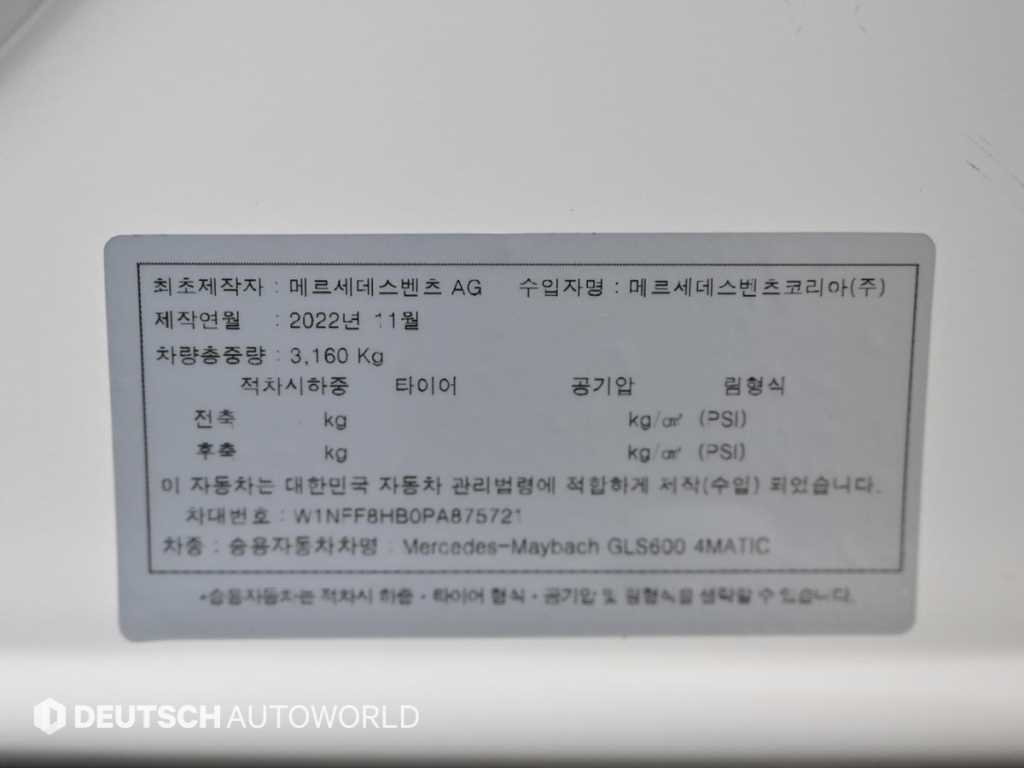 최초제작자 : 메르세데스벤츠 AG 수입자명 : 메르세데스벤츠코리아(주)
제작연월 : 2022년 11월
차량총중량 : 3,160 Kg
적차시하중 타이어 공기압 림형식
전축 kg kg/㎠ (PSI)
후축 kg kg/㎠ (PSI)
이 자동차는 대한민국 자동차 관리법령에 적합하게 제작(수입) 되었습니다.
차대번호 : W1NFF8HB0PA875721
차종 : 승용자동차차명 : Mercedes-Maybach GLS600 4MATIC
*승용자동차는 적차시 하중·타이어 형식·공기압 및 림형식을 생략할 수 있습니다.
DEUTSCH AUTOWORLD